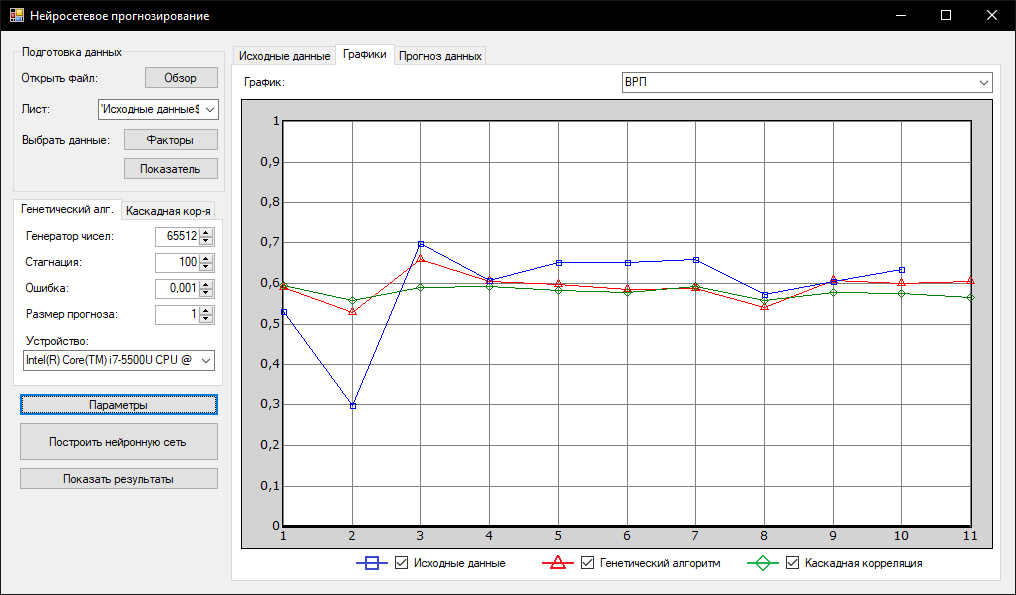 Нейросетевое прогнозирование
Подготовка данных
Открыть файл:
Обзор
Лист:
'Исходные данные$
Выбрать данные:
Факторы
Показатель
Генетический алг.
Каскадная кор-я
Генератор чисел:
65512
Стагнация:
100
Ошибка:
0,001
Размер прогноза:
1
Устройство:
Intel(R) Core(TM) i7-5500U CPU @
Параметры
Построить нейронную сеть
Показать результаты
Исходные данные
Графики
Прогноз данных
График:
ВРП
1
0,9
0,8
0,7
0,6
0,5
0,4
0,3
0,2
0,1
0
1 2 3 4 5 6 7 8 9 10 11
Исходные данные
Генетический алгоритм
Каскадная корреляция